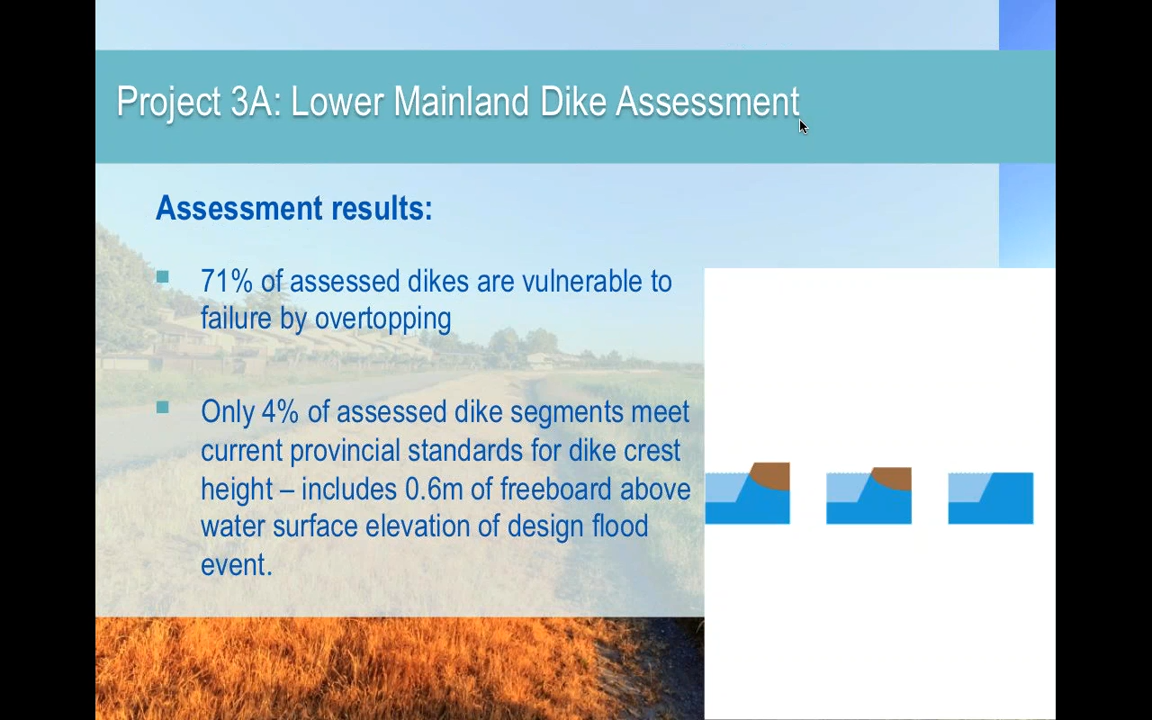 Project 3A: Lower Mainland Dike Assessment
Assessment results:
71% of assessed dikes are vulnerable to
failure by overtopping
Only 4% of assessed dike segments meet
current provincial standards for dike crest
height – includes 0.6m of freeboard above
water surface elevation of design flood
event.